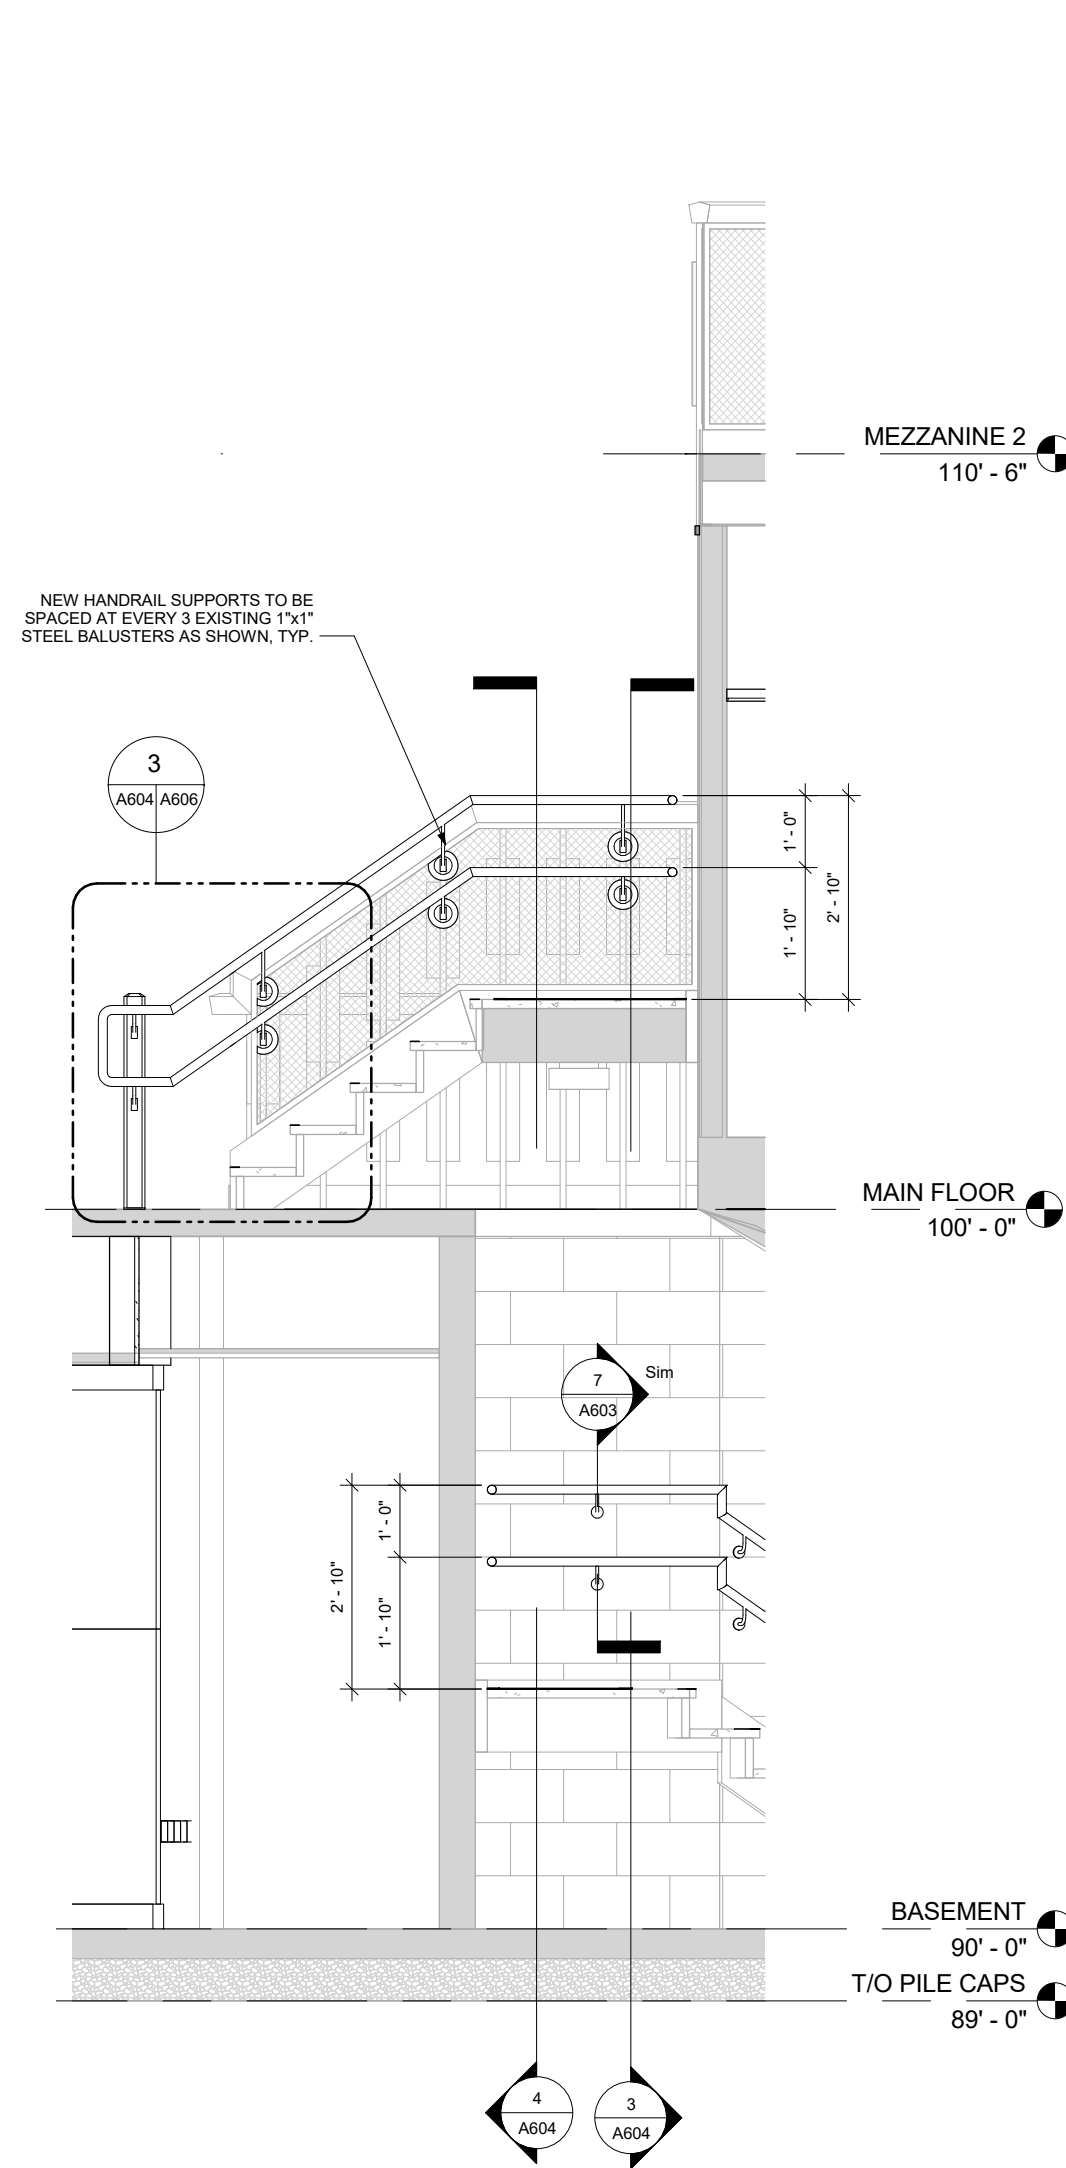 MEZZANINE 2
110' - 6"
NEW HANDRAIL SUPPORTS TO BE
SPACED AT EVERY 3 EXISTING 1"x1"
STEEL BALUSTERS AS SHOWN, TYP.
3
A604 A606
1' - 0"
2' - 10"
1' - 10"
MAIN FLOOR
100' - 0"
7
A603
Sim
1' - 0"
2' - 10"
1' - 10"
BASEMENT
90' - 0"
T/O PILE CAPS
89' - 0"
4
A604
3
A604